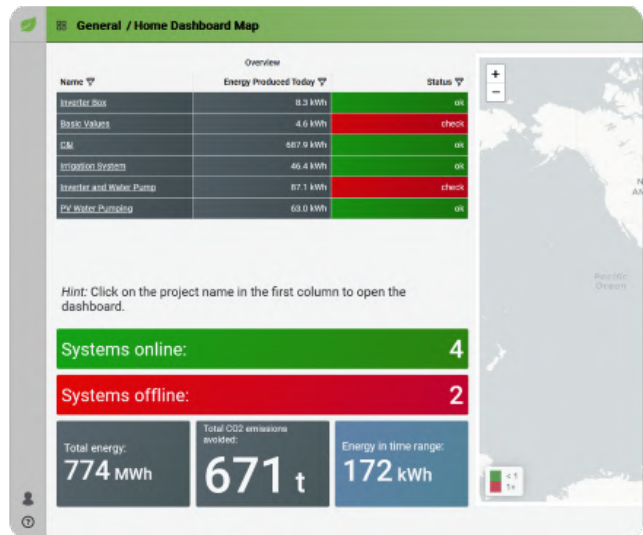 General / Home Dashboard Map
Overview
Name Energy Produced Today Status
Inverter Box 8.3 kWh ok
Basic Values 4.6 kWh check
C&I 687.9 kWh ok
Irrigation System 46.4 kWh ok
Inverter and Water Pump 87.1 kWh check
PV Water Pumping 63.0 kWh ok
Hint: Click on the project name in the first column to open the
dashboard.
Systems online: 4
Systems offline: 2
Total energy:
774 MWh
Total CO2 emissions
avoided:
671 t
Energy in time range:
172 kWh
+
-
N
AM
Pacific
Ocean
< 1
1+